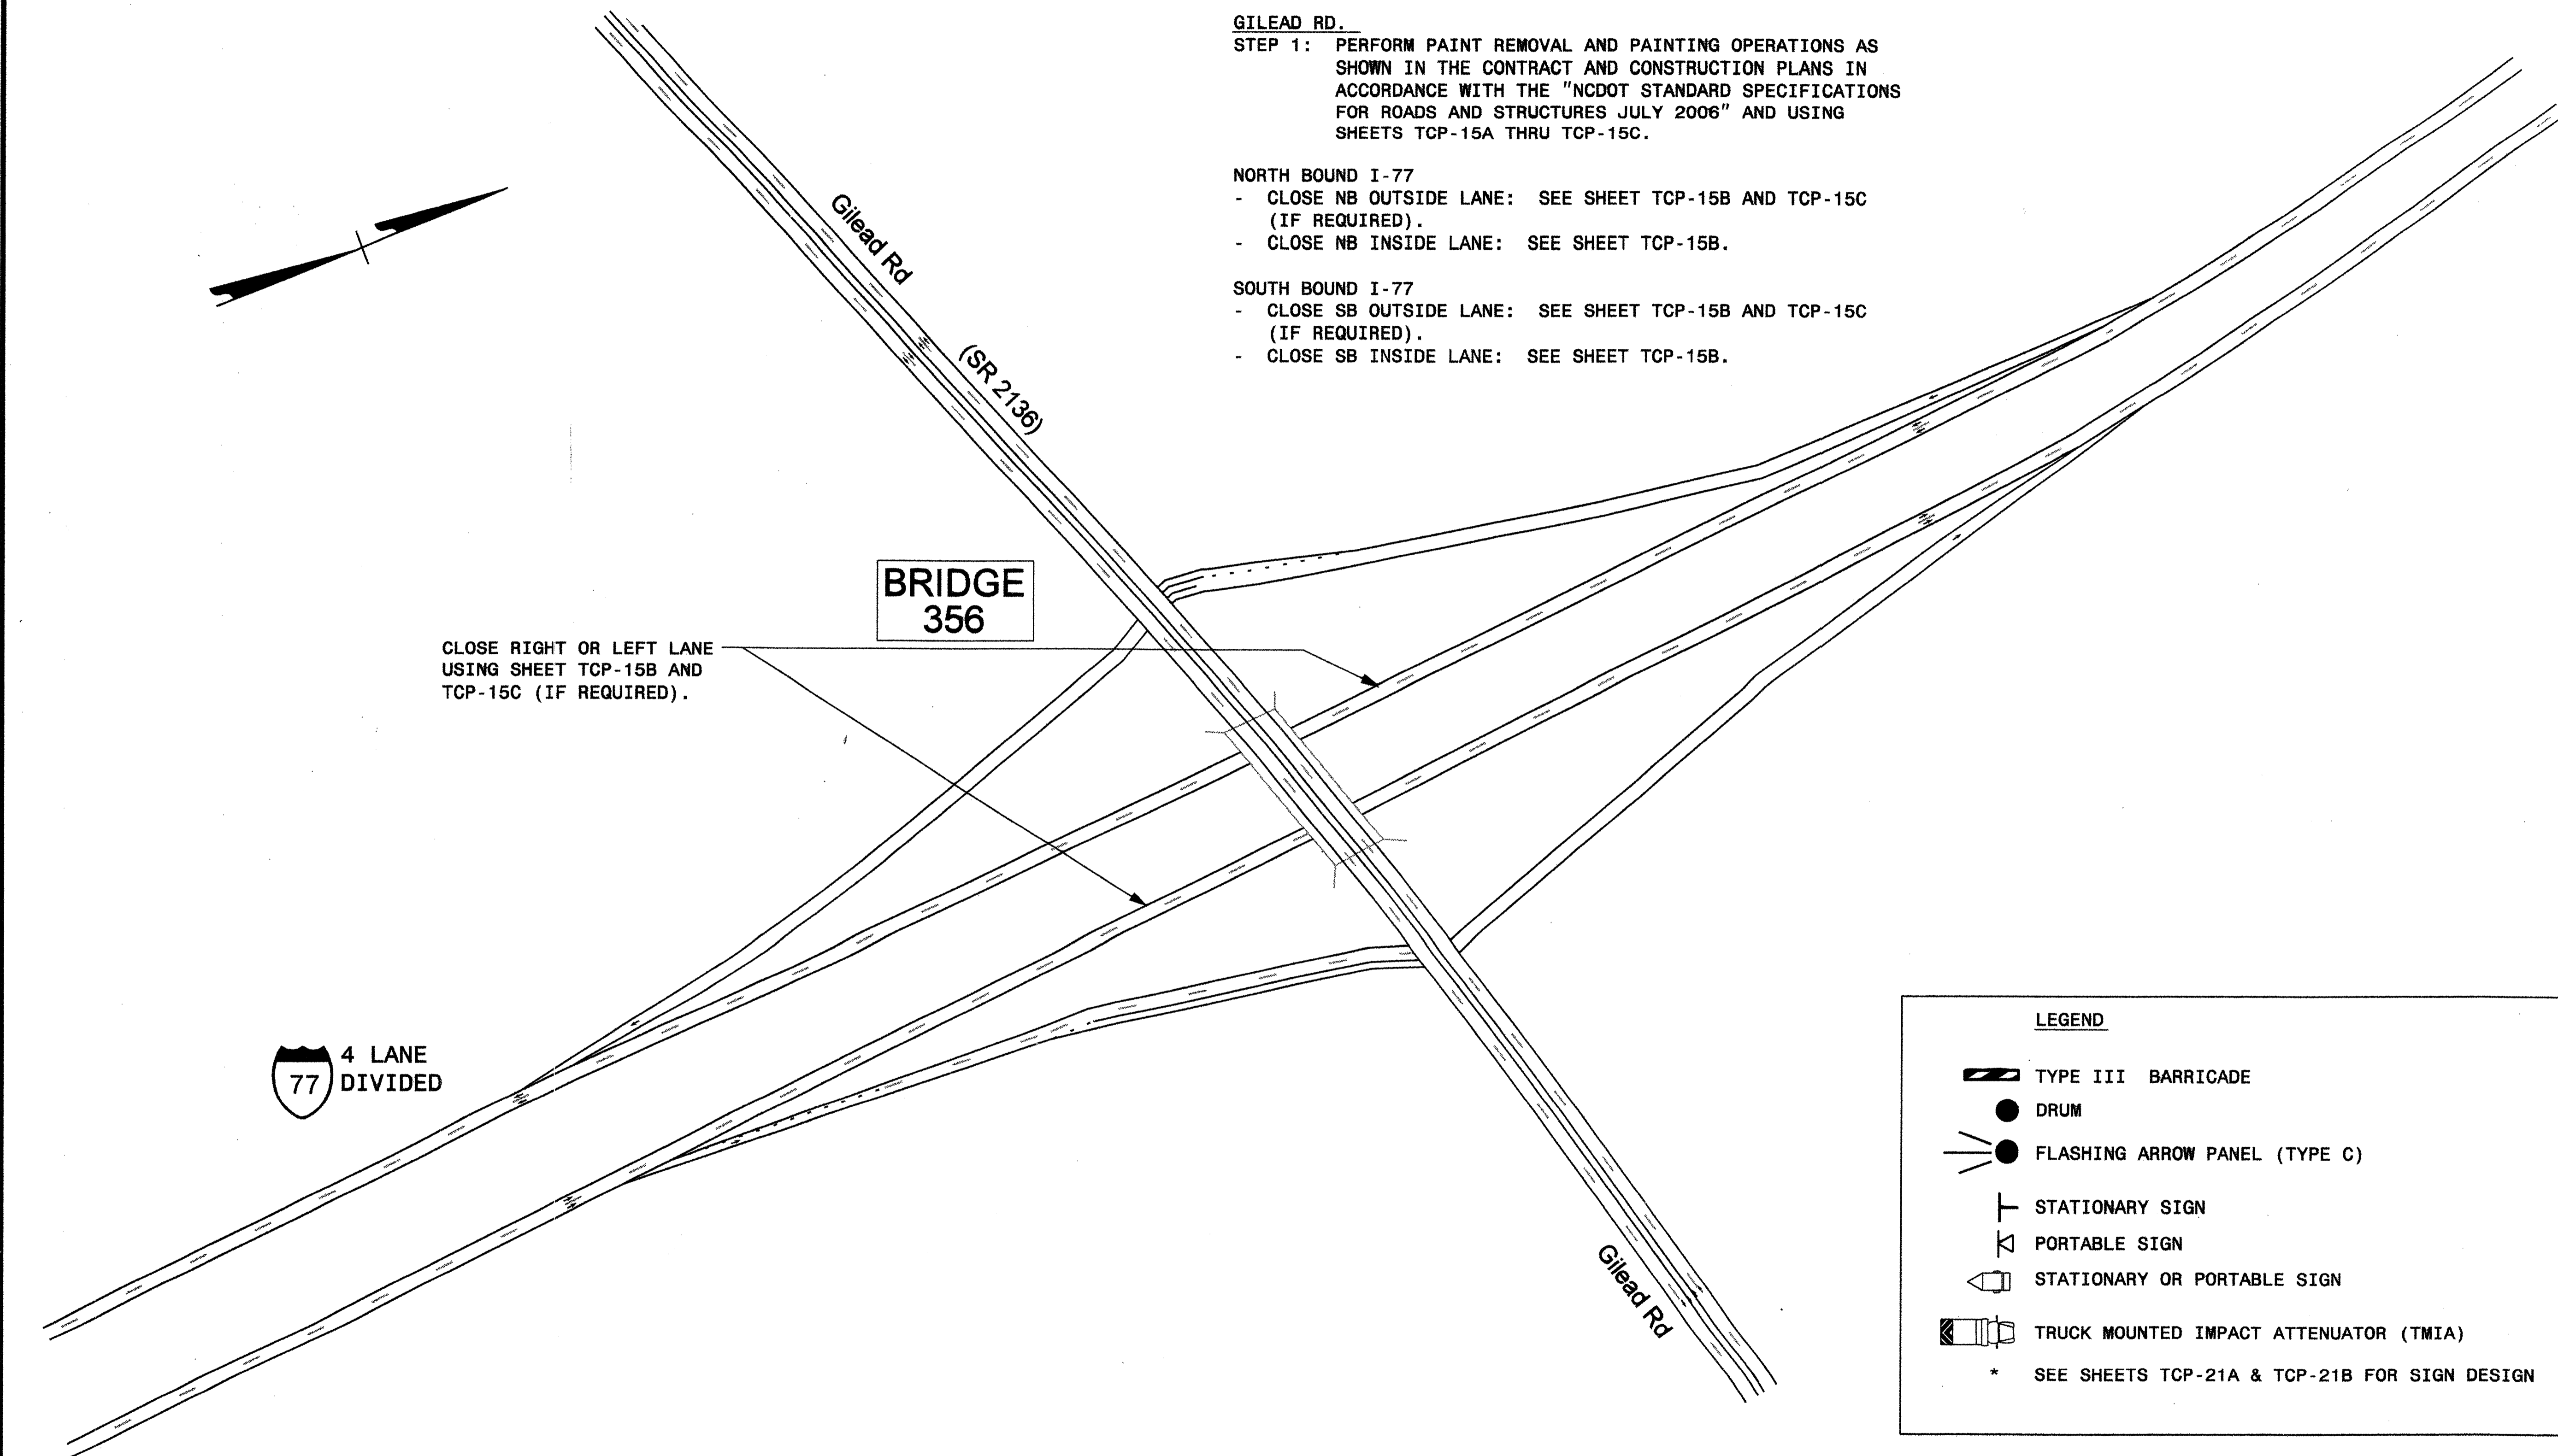 GILEAD RD.
STEP 1: PERFORM PAINT REMOVAL AND PAINTING OPERATIONS AS
SHOWN IN THE CONTRACT AND CONSTRUCTION PLANS IN
ACCORDANCE WITH THE "NCDOT STANDARD SPECIFICATIONS
FOR ROADS AND STRUCTURES JULY 2006" AND USING
SHEETS TCP-15A THRU TCP-15C.
NORTH BOUND I-77
- CLOSE NB OUTSIDE LANE: SEE SHEET TCP-15B AND TCP-15C
(IF REQUIRED).
- CLOSE NB INSIDE LANE: SEE SHEET TCP-15B.
SOUTH BOUND I-77
- CLOSE SB OUTSIDE LANE: SEE SHEET TCP-15B AND TCP-15C
(IF REQUIRED).
- CLOSE SB INSIDE LANE: SEE SHEET TCP-15B.
Gilead Rd
(SR 2136)
BRIDGE
356
CLOSE RIGHT OR LEFT LANE
USING SHEET TCP-15B AND
TCP-15C (IF REQUIRED).
77
4 LANE
DIVIDED
Gilead Rd
LEGEND
TYPE III BARRICADE
DRUM
FLASHING ARROW PANEL (TYPE C)
STATIONARY SIGN
PORTABLE SIGN
STATIONARY OR PORTABLE SIGN
TRUCK MOUNTED IMPACT ATTENUATOR (TMIA)
* SEE SHEETS TCP-21A & TCP-21B FOR SIGN DESIGN